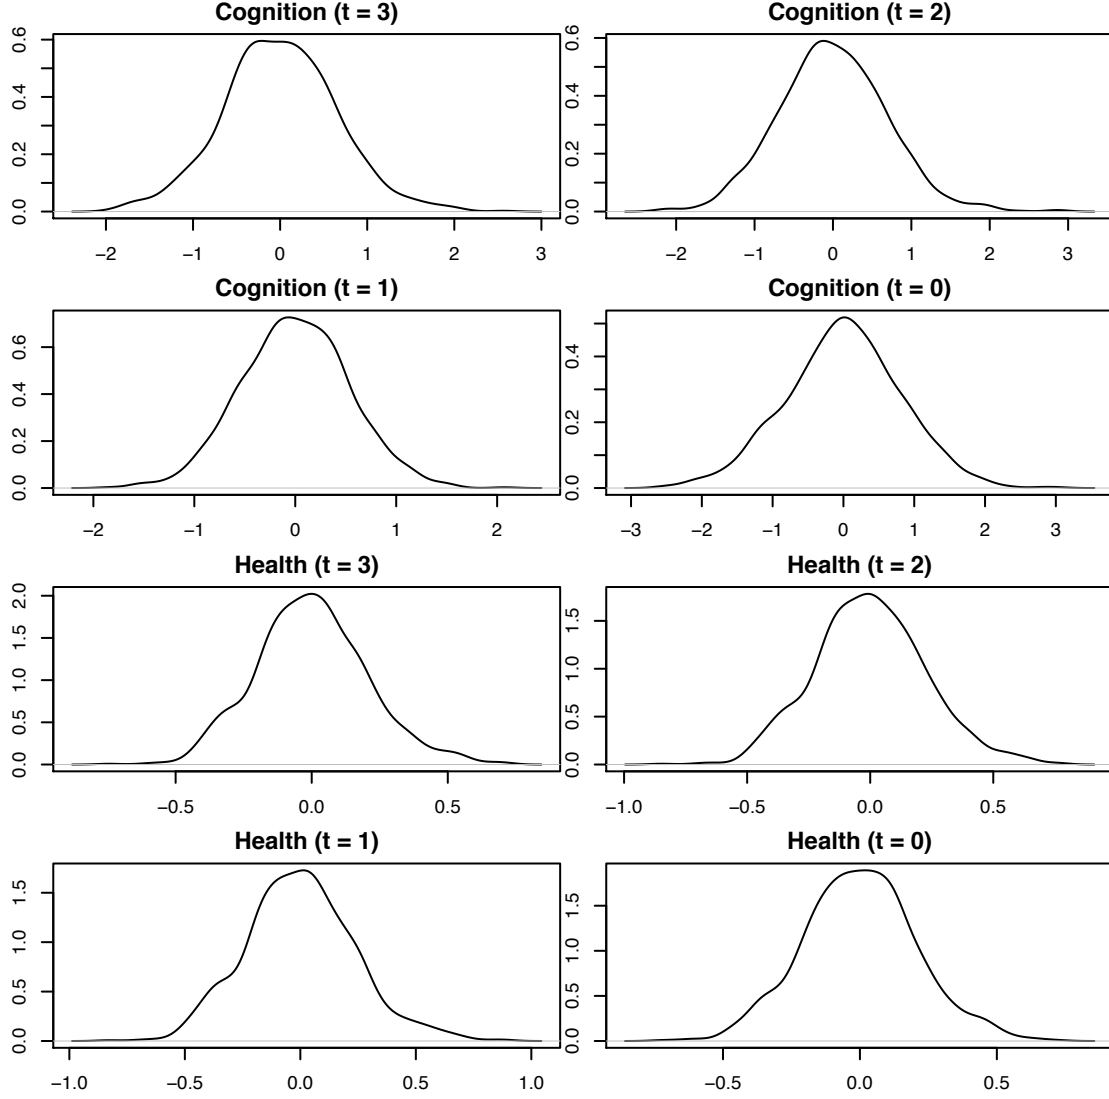 Cognition (t = 3)
0.0 0.2 0.4 0.6
−2 −1 0 1 2 3
Cognition (t = 2)
0.0 0.2 0.4 0.6
−2 −1 0 1 2 3
Cognition (t = 1)
0.0 0.2 0.4 0.6
−2 −1 0 1 2
Cognition (t = 0)
0.0 0.2 0.4
−3 −2 −1 0 1 2 3
Health (t = 3)
0.0 0.5 1.0 1.5 2.0
−0.5 0.0 0.5
Health (t = 2)
0.0 0.5 1.0 1.5
−1.0 −0.5 0.0 0.5
Health (t = 1)
0.0 0.5 1.0 1.5
−1.0 −0.5 0.0 0.5 1.0
Health (t = 0)
0.0 0.5 1.0 1.5
−0.5 0.0 0.5